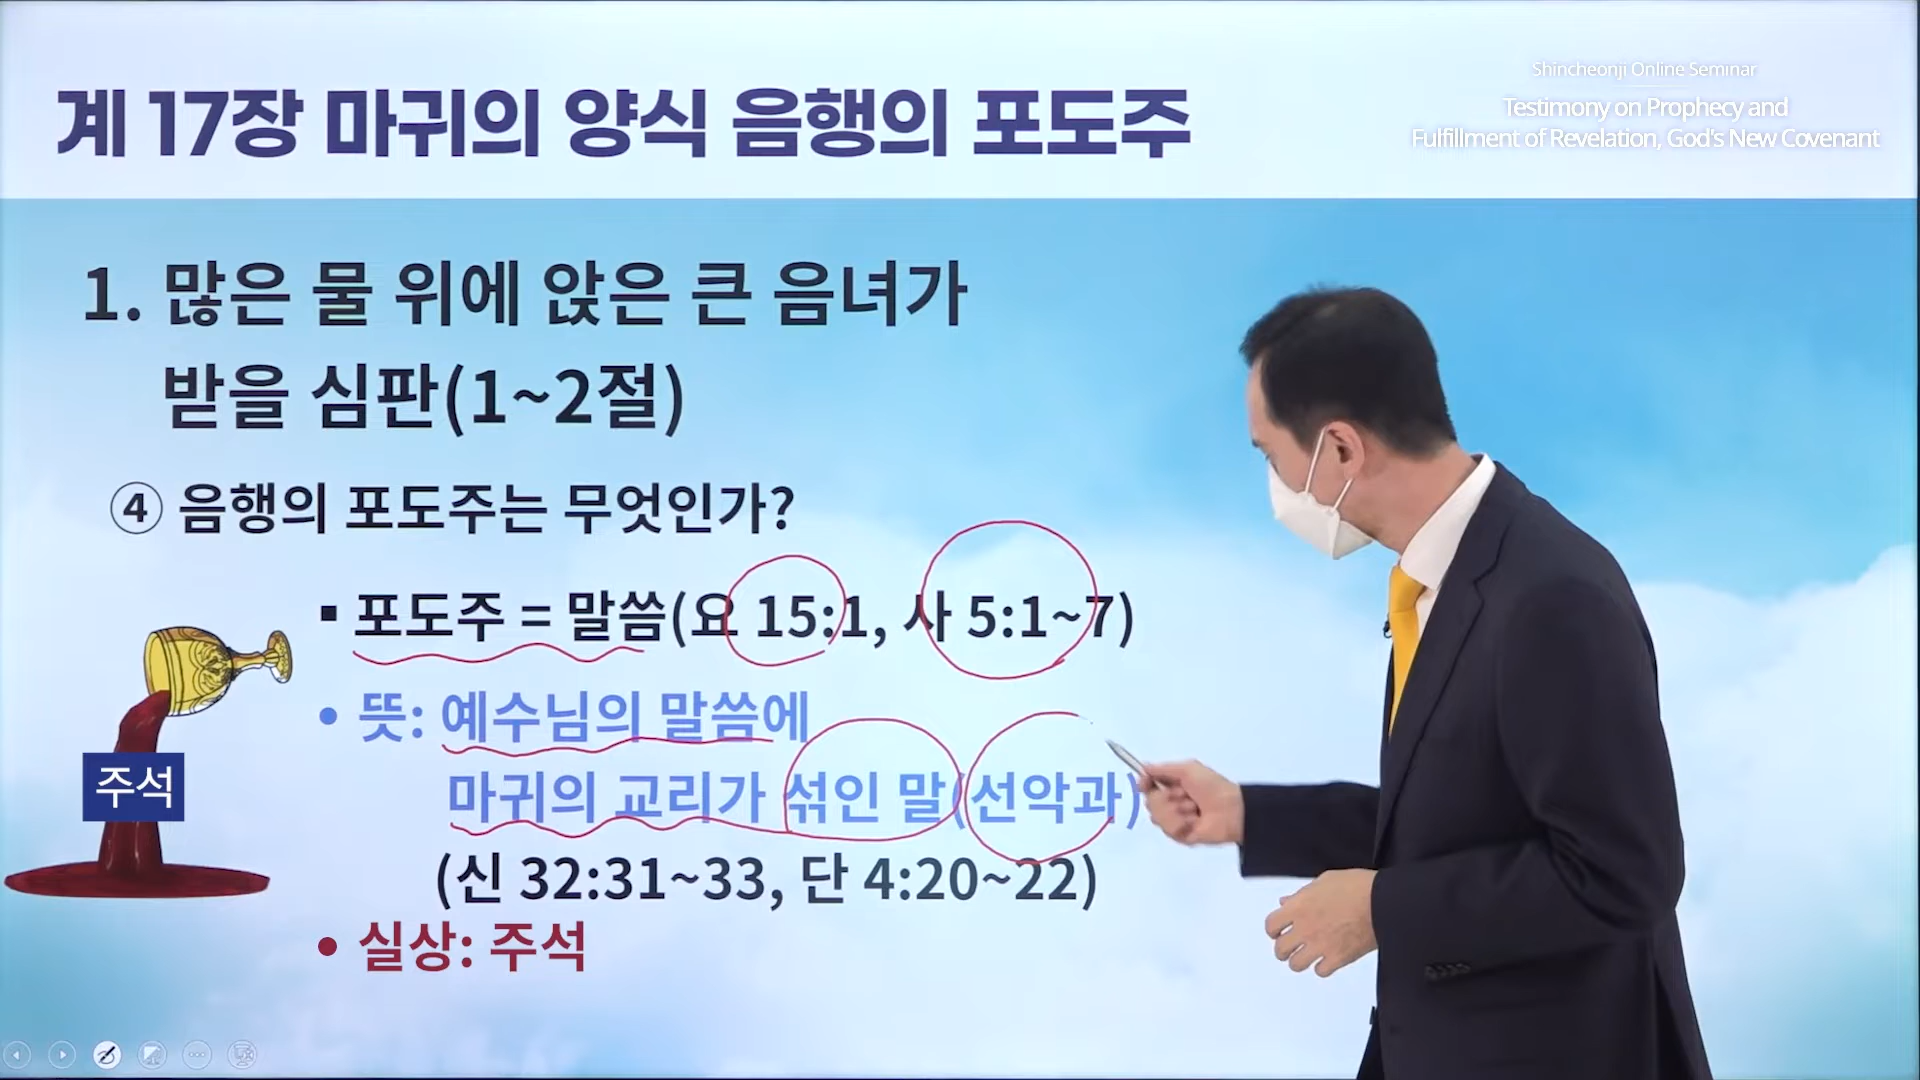 계 17장 마귀의 양식 음행의 포도주
Shincheonji Online Seminar
Testimony on Prophecy and
Fulfillment of Revelation, God's New Covenant
1. 많은 물 위에 앉은 큰 음녀가
받을 심판(1~2절)
④ 음행의 포도주는 무엇인가?
▪ 포도주 = 말씀(요 15:1, 사 5:1~7)
• 뜻: 예수님의 말씀에
마귀의 교리가 섞인 말(선악과)
주석
(신 32:31~33, 단 4:20~22)
• 실상: 주석